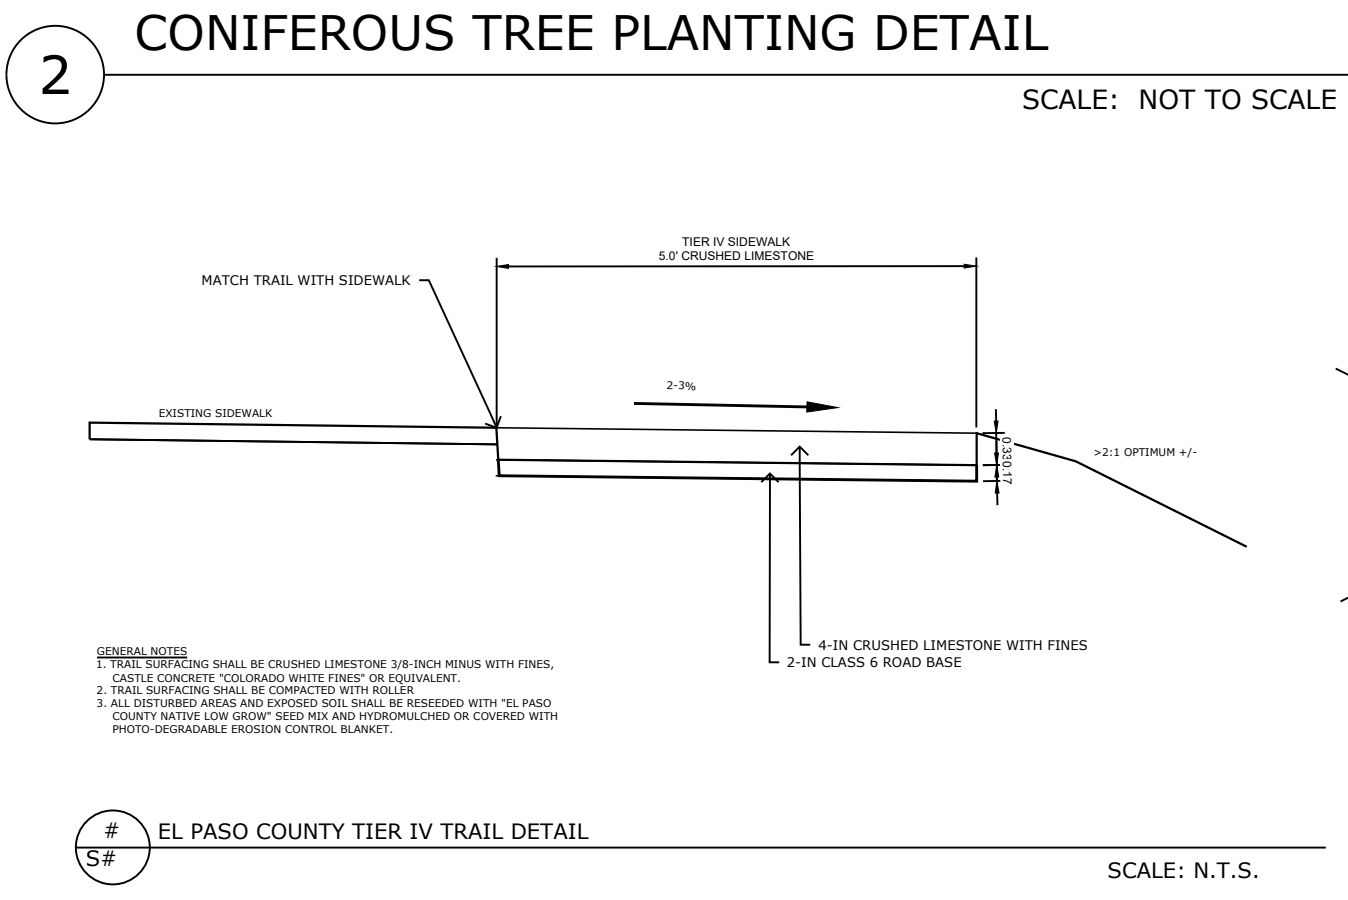 CONIFEROUS TREE PLANTING DETAIL
2
SCALE: NOT TO SCALE
TIER IV SIDEWALK
5.0' CRUSHED LIMESTONE
MATCH TRAIL WITH SIDEWALK
2-3%
EXISTING SIDEWALK
0.33
0.17
>2:1 OPTIMUM +/-
4-IN CRUSHED LIMESTONE WITH FINES
2-IN CLASS 6 ROAD BASE
GENERAL NOTES
1. TRAIL SURFACING SHALL BE CRUSHED LIMESTONE 3/8-INCH MINUS WITH FINES,
CASTLE CONCRETE "COLORADO WHITE FINES" OR EQUIVALENT.
2. TRAIL SURFACING SHALL BE COMPACTED WITH ROLLER
3. ALL DISTURBED AREAS AND EXPOSED SOIL SHALL BE RESEEDED WITH "EL PASO
COUNTY NATIVE LOW GROW" SEED MIX AND HYDROMULCHED OR COVERED WITH
PHOTO-DEGRADABLE EROSION CONTROL BLANKET.
#
S#
EL PASO COUNTY TIER IV TRAIL DETAIL
SCALE: N.T.S.